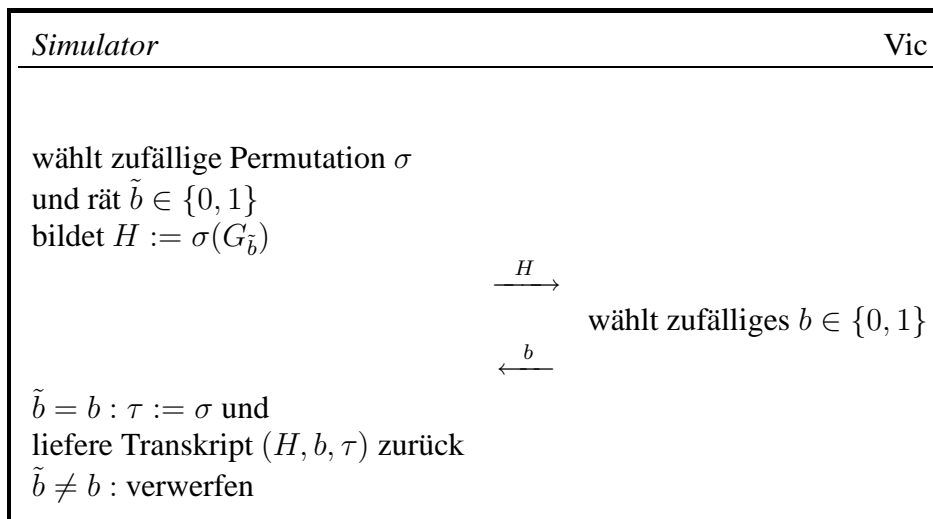 Simulator Vic
wählt zufällige Permutation σ
und rät b̃ ∈ {0, 1}
bildet H := σ(G_b̃)
H
wählt zufälliges b ∈ {0, 1}
b
b̃ = b : τ := σ und
liefere Transkript (H, b, τ) zurück
b̃ ≠ b : verwerfen